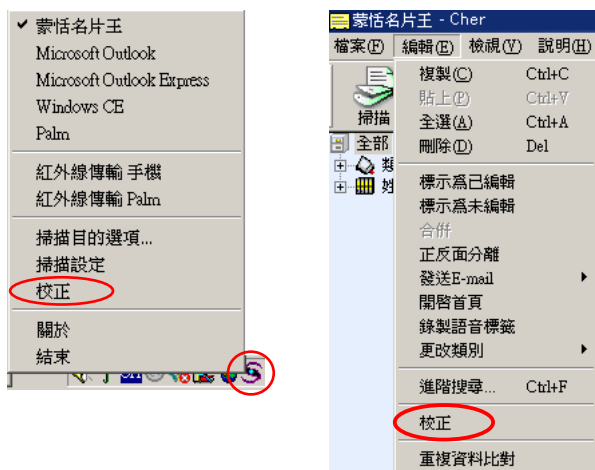 蒙恬名片王
Microsoft Outlook
Microsoft Outlook Express
Windows CE
Palm
紅外線傳輸 手機
紅外線傳輸 Palm
掃描目的選項...
掃描設定
校正
關於
結束
蒙恬名片王 - Cher
檔案(F) 編輯(E) 檢視(V) 說明(H)
掃描
全部
類
姓
複製(C) Ctrl+C
貼上(P) Ctrl+V
全選(A) Ctrl+A
刪除(D) Del
標示為已編輯
標示為未編輯
合併
正反面分離
發送E-mail
開啟首頁
錄製語音標籤
更改類別
進階搜尋... Ctrl+F
校正
重複資料比對